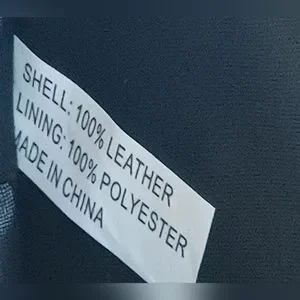 SHELL: 100% LEATHER
LINING: 100% POLYESTER
MADE IN CHINA